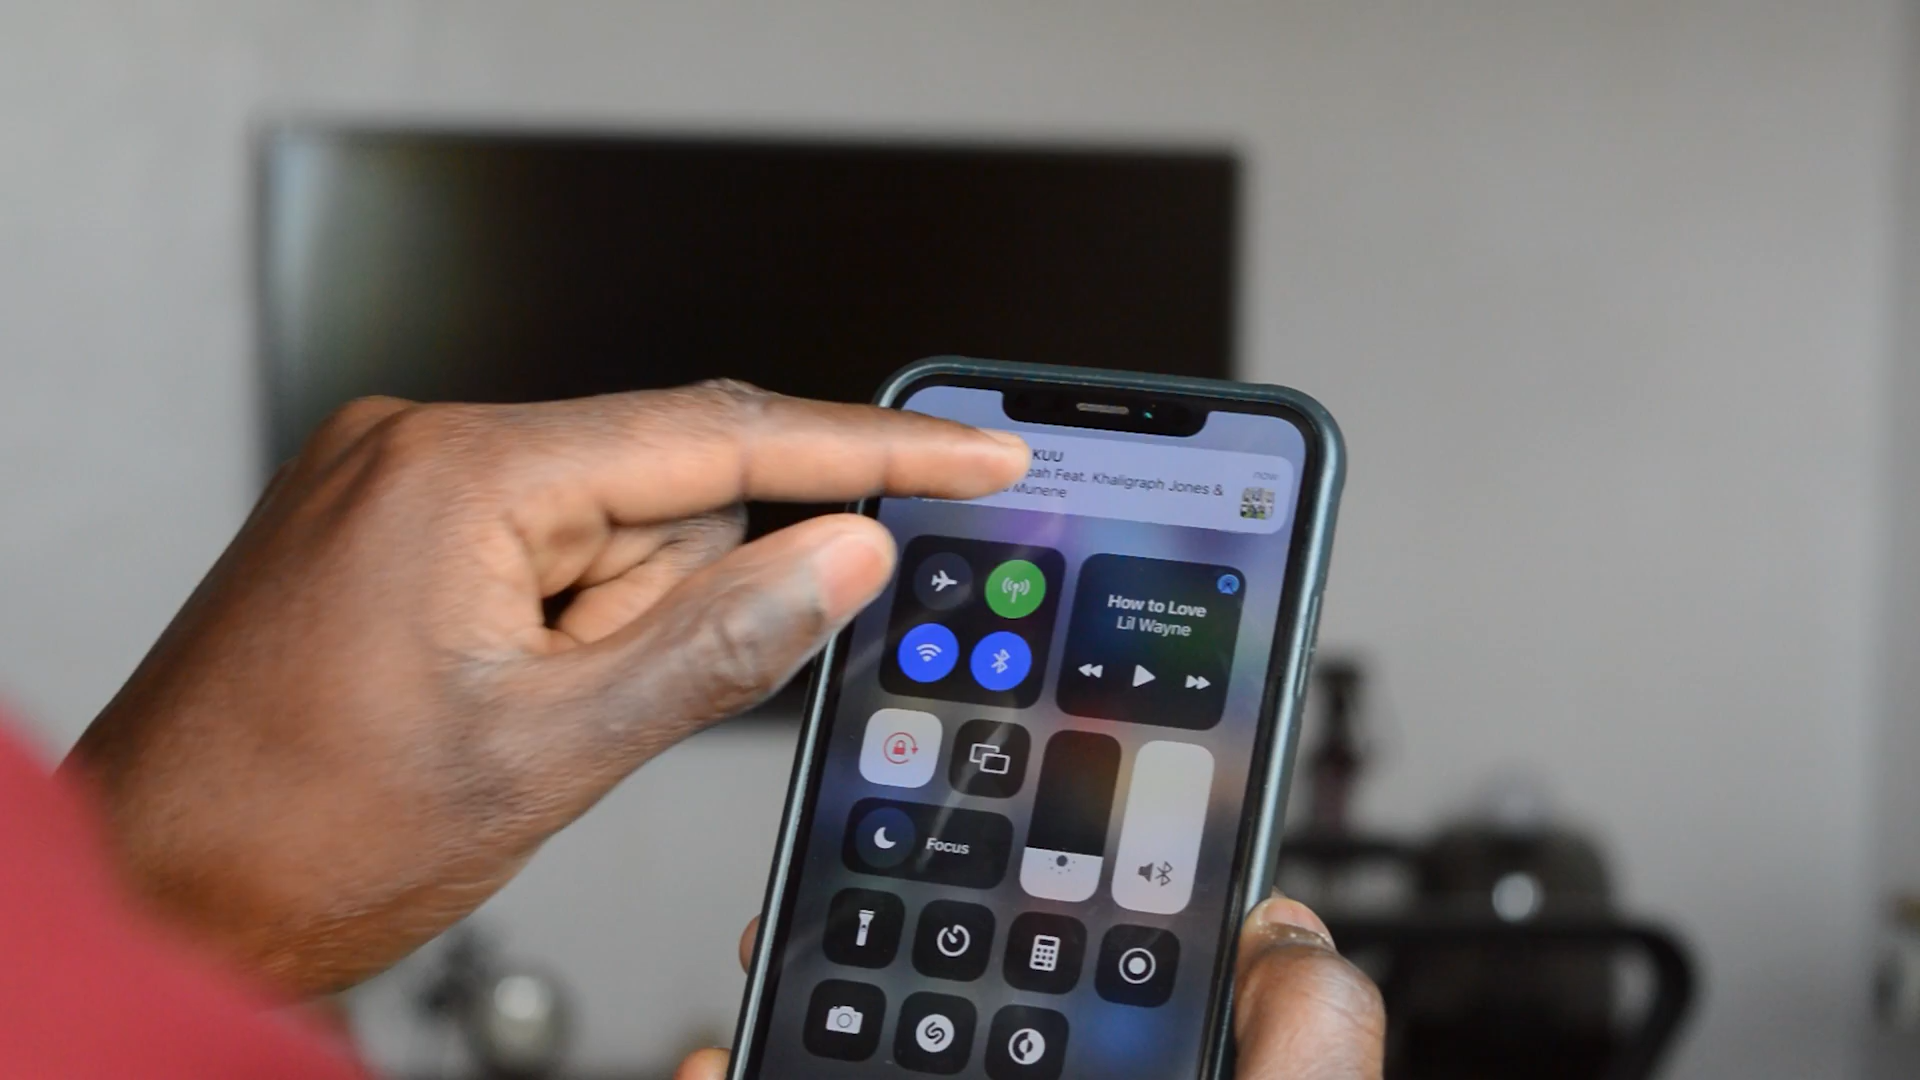 KUU
now
pah Feat. Khaligraph Jones &
Munene
How to Love
Lil Wayne
Focus